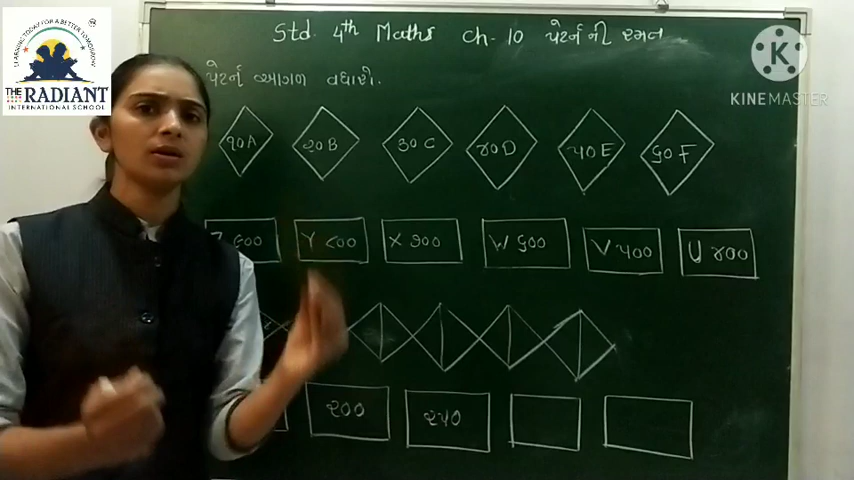 LEARNING TODAY FOR A BETTER TOMORROW
THE RADIANT
INTERNATIONAL SCHOOL
KINEMASTER
Std. 4th Maths Ch- 10 પેટર્ન ની રમત
પેટર્ન આગળ વધારો.
૧૦A ૨૦B ૩૦C ૪૦D ૫૦E ૬૦F
Z ૯૦૦ Y ૮૦૦ X ૭૦૦ W ૬૦૦ V ૫૦૦ U ૪૦૦
૨૦૦ ૨૫૦